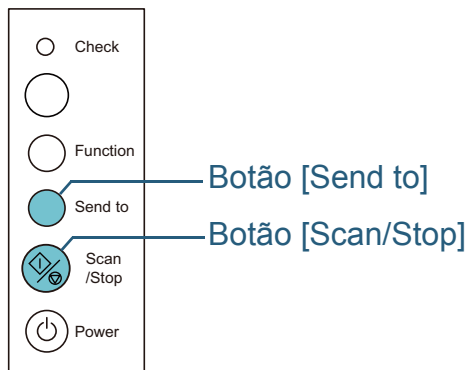 Check
Function
Botão [Send to]
Send to
Botão [Scan/Stop]
Scan
/Stop
Power